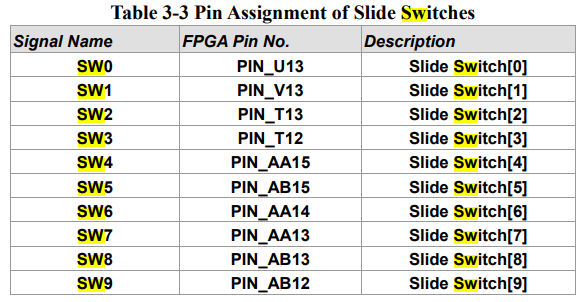 Table 3-3 Pin Assignment of Slide Switches
Signal Name FPGA Pin No. Description
SW0 PIN_U13 Slide Switch[0]
SW1 PIN_V13 Slide Switch[1]
SW2 PIN_T13 Slide Switch[2]
SW3 PIN_T12 Slide Switch[3]
SW4 PIN_AA15 Slide Switch[4]
SW5 PIN_AB15 Slide Switch[5]
SW6 PIN_AA14 Slide Switch[6]
SW7 PIN_AA13 Slide Switch[7]
SW8 PIN_AB13 Slide Switch[8]
SW9 PIN_AB12 Slide Switch[9]